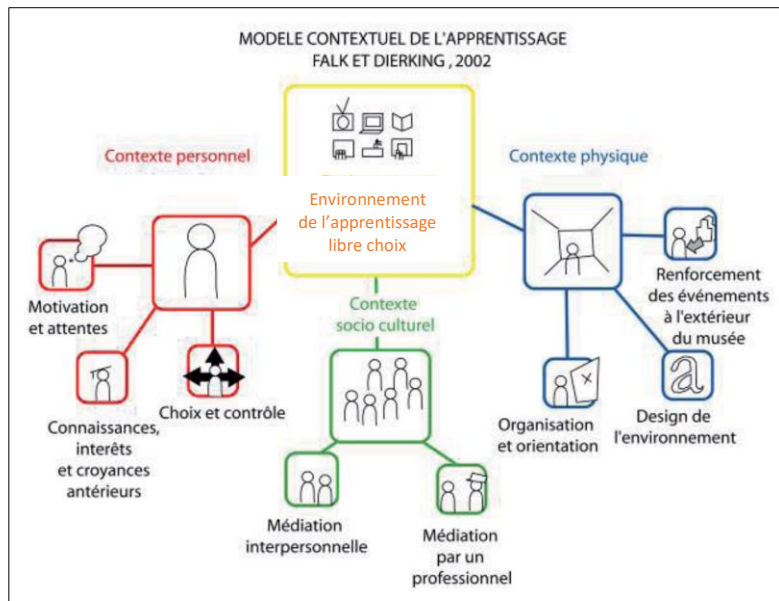 MODELE CONTEXTUEL DE L'APPRENTISSAGE
FALK ET DIERKING , 2002
Contexte personnel
Contexte physique
Environnement
de l'apprentissage
libre choix
Motivation
et attentes
Connaissances,
interêts
et croyances
antérieurs
Choix et contrôle
Contexte
socio culturel
Médiation
interpersonnelle
Médiation
par un
professionnel
Organisation
et orientation
Design de
l'environnement
Renforcement
des événements
à l'extérieur
du musée
a